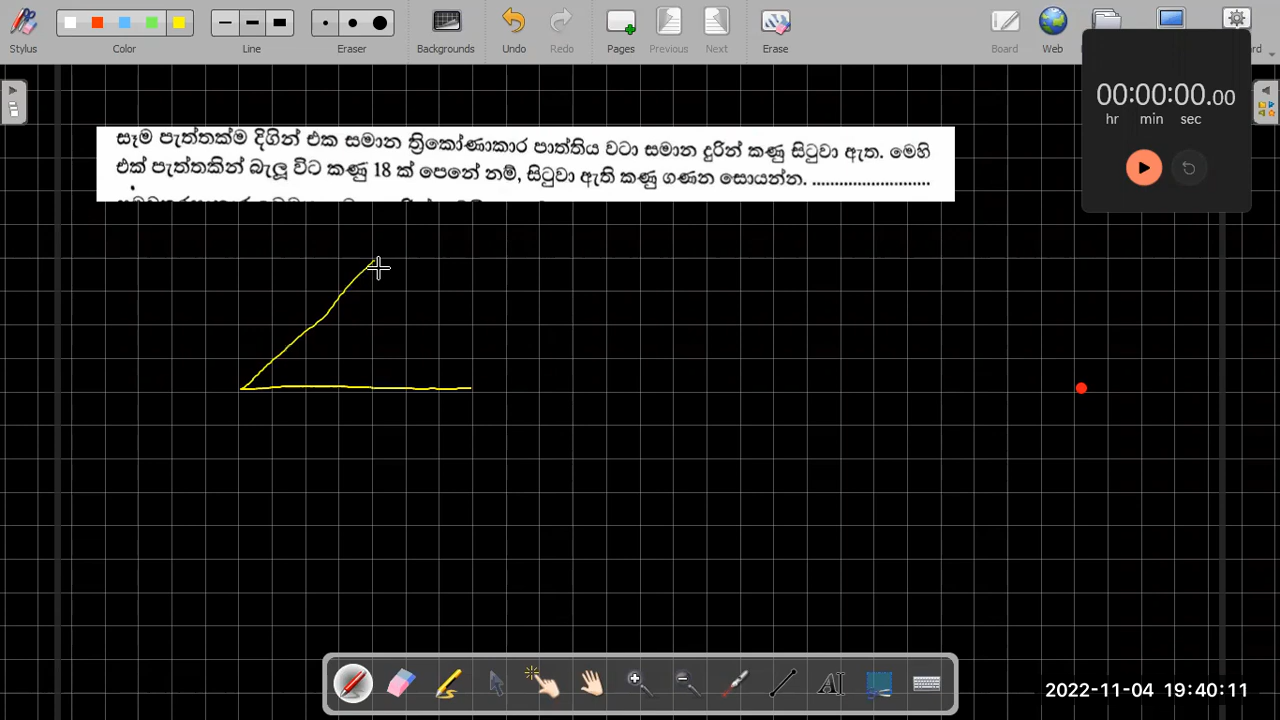 Stylus
Color
Line
Eraser
Backgrounds
Undo
Redo
Pages
Previous
Next
Erase
Board
Web
00:00:00.00
hr min sec
සෑම පැත්තක්ම දිගින් එක සමාන ත්‍රිකෝණාකාර පාත්තිය වටා සමාන දුරින් කණු සිටුවා ඇත. මෙහි
එක් පැත්තකින් බැලූ විට කණු 18 ක් පෙනේ නම්, සිටුවා ඇති කණු ගණන සොයන්න. ..........................
AI
2022-11-04 19:40:11